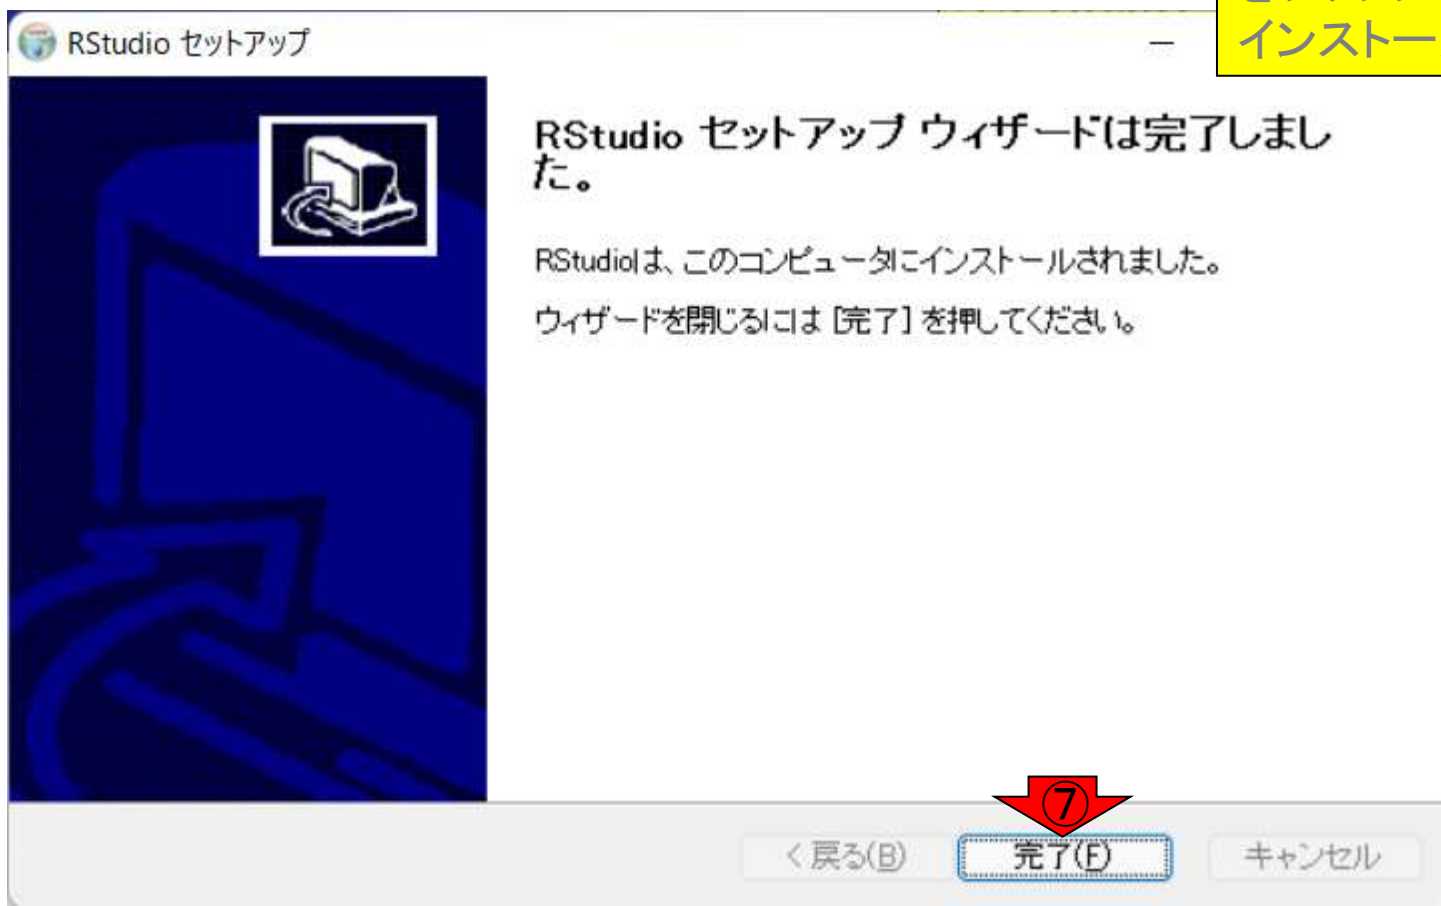 インストー
RStudio セットアップ
RStudio セットアップ ウィザードは完了しまし
た。
RStudioは、このコンピュータにインストールされました。
ウィザードを閉じるには [完了] を押してください。
⑦
< 戻る(B)
完了(F)
キャンセル